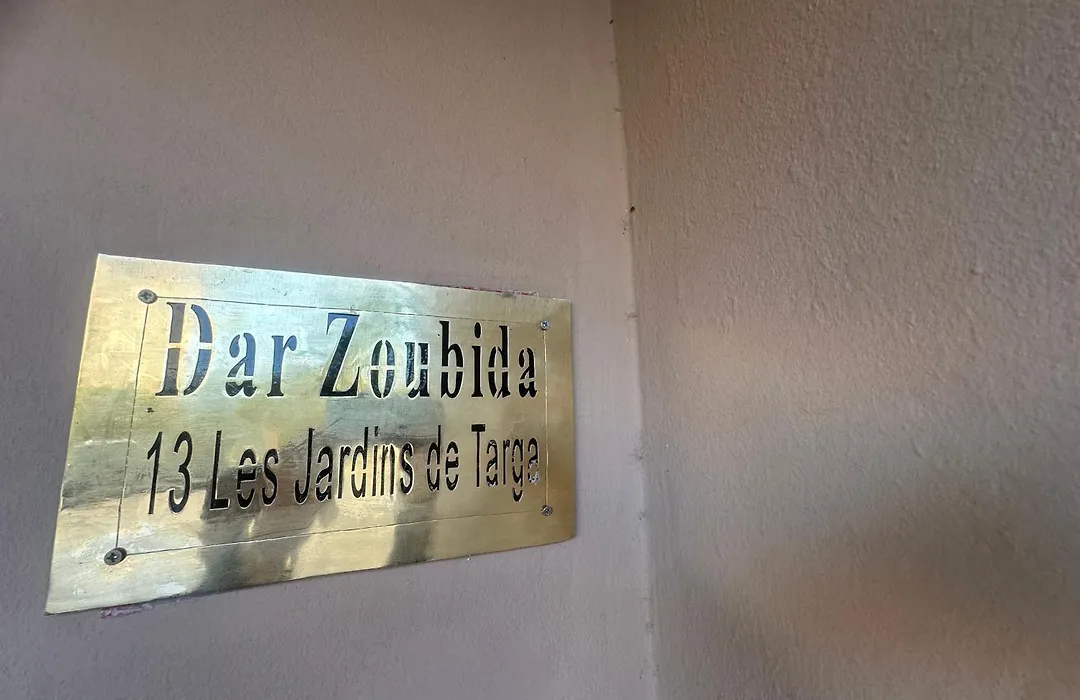 Dar Zoubida
13 Les Jardins de Targa